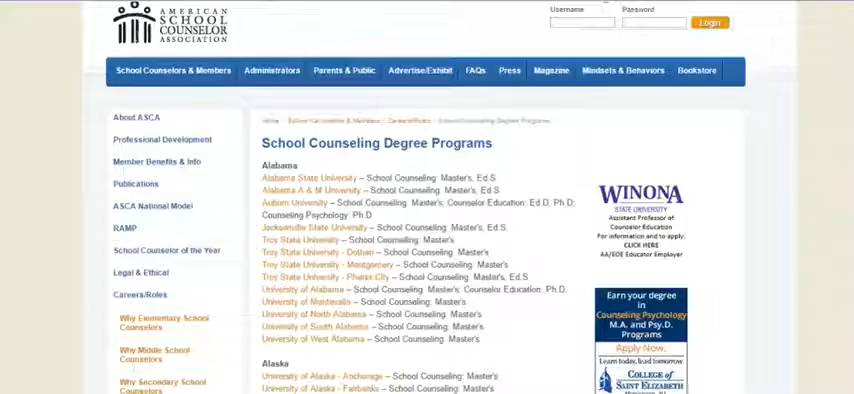 AMERICAN
SCHOOL
COUNSELOR
ASSOCIATION
Username
Password
Login
School Counselors & Members
Administrators
Parents & Public
Advertise/Exhibit
FAQs
Press
Magazine
Mindsets & Behaviors
Bookstore
About ASCA
Professional Development
Member Benefits & Info
Publications
ASCA National Model
RAMP
School Counselor of the Year
Legal & Ethical
Careers/Roles
Why Elementary School
Counselors
Why Middle School
Counselors
Why Secondary School
Counselors
Home School Counselors & Members Careers/Roles School Counseling Degree Programs
School Counseling Degree Programs
Alabama
Alabama State University – School Counseling: Master's, Ed.S
Alabama A & M University – School Counseling: Master's, Ed.S
Auburn University – School Counseling: Master's; Counselor Education: Ed.D, Ph.D;
Counseling Psychology: Ph.D
Jacksonville State University – School Counseling: Master's, Ed.S
Troy State University – School Counseling: Master's
Troy State University - Dothan – School Counseling: Master's
Troy State University - Montgomery – School Counseling: Master's
Troy State University - Phenix City – School Counseling: Master's, Ed.S
University of Alabama – School Counseling: Master's; Counselor Education: Ph.D.
University of Montevallo – School Counseling: Master's
University of North Alabama – School Counseling: Master's
University of South Alabama – School Counseling: Master's
University of West Alabama – School Counseling: Master's
Alaska
University of Alaska - Anchorage – School Counseling: Master's
University of Alaska - Fairbanks – School Counseling: Master's
WINONA
STATE UNIVERSITY
Assistant Professor of
Counselor Education
For information and to apply:
CLICK HERE
AA/EOE Educator Employer
Earn your degree
in
Counseling Psychology
M.A. and Psy.D.
Programs
Apply Now.
Learn today, lead tomorrow.
COLLEGE OF
SAINT ELIZABETH